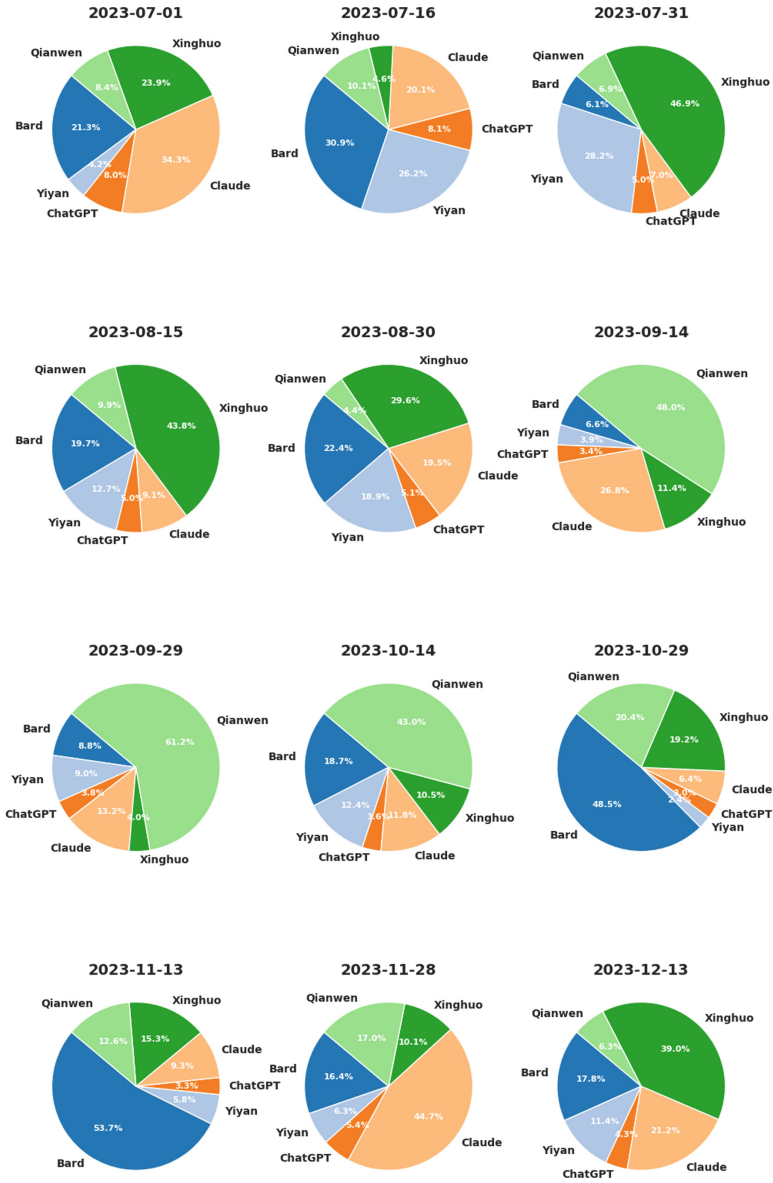 2023-07-01
Xinghuo
Qianwen
23.9%
8.4%
Bard
21.3%
34.3%
4.2%
8.0%
Claude
Yiyan
ChatGPT
2023-07-16
Xinghuo
Qianwen
Claude
4.6%
10.1%
20.1%
8.1%
ChatGPT
30.9%
Bard
26.2%
Yiyan
2023-07-31
Qianwen
Xinghuo
Bard
6.9%
46.9%
6.1%
28.2%
Yiyan
5.0%
7.0%
Claude
ChatGPT
2023-08-15
Qianwen
9.9%
Xinghuo
43.8%
Bard
19.7%
12.7%
5.0%
9.1%
Yiyan
ChatGPT
Claude
2023-08-30
Xinghuo
Qianwen
29.6%
4.4%
Bard
22.4%
19.5%
Claude
18.9%
5.1%
Yiyan
ChatGPT
2023-09-14
Qianwen
48.0%
Bard
6.6%
Yiyan
3.9%
ChatGPT
3.4%
26.8%
11.4%
Claude
Xinghuo
2023-09-29
Qianwen
61.2%
Bard
8.8%
Yiyan
9.0%
3.8%
ChatGPT
13.2%
4.0%
Claude
Xinghuo
2023-10-14
Qianwen
43.0%
Bard
18.7%
12.4%
3.6%
11.8%
10.5%
Xinghuo
Yiyan
ChatGPT
Claude
2023-10-29
Qianwen
20.4%
Xinghuo
19.2%
6.4%
Claude
3.0%
ChatGPT
2.4%
Yiyan
48.5%
Bard
2023-11-13
Qianwen
Xinghuo
12.6%
15.3%
Claude
9.3%
3.3%
ChatGPT
5.8%
Yiyan
53.7%
Bard
2023-11-28
Qianwen
Xinghuo
17.0%
10.1%
Bard
16.4%
6.3%
5.4%
44.7%
Yiyan
ChatGPT
Claude
2023-12-13
Qianwen
Xinghuo
6.3%
39.0%
Bard
17.8%
11.4%
4.3%
21.2%
Yiyan
ChatGPT
Claude